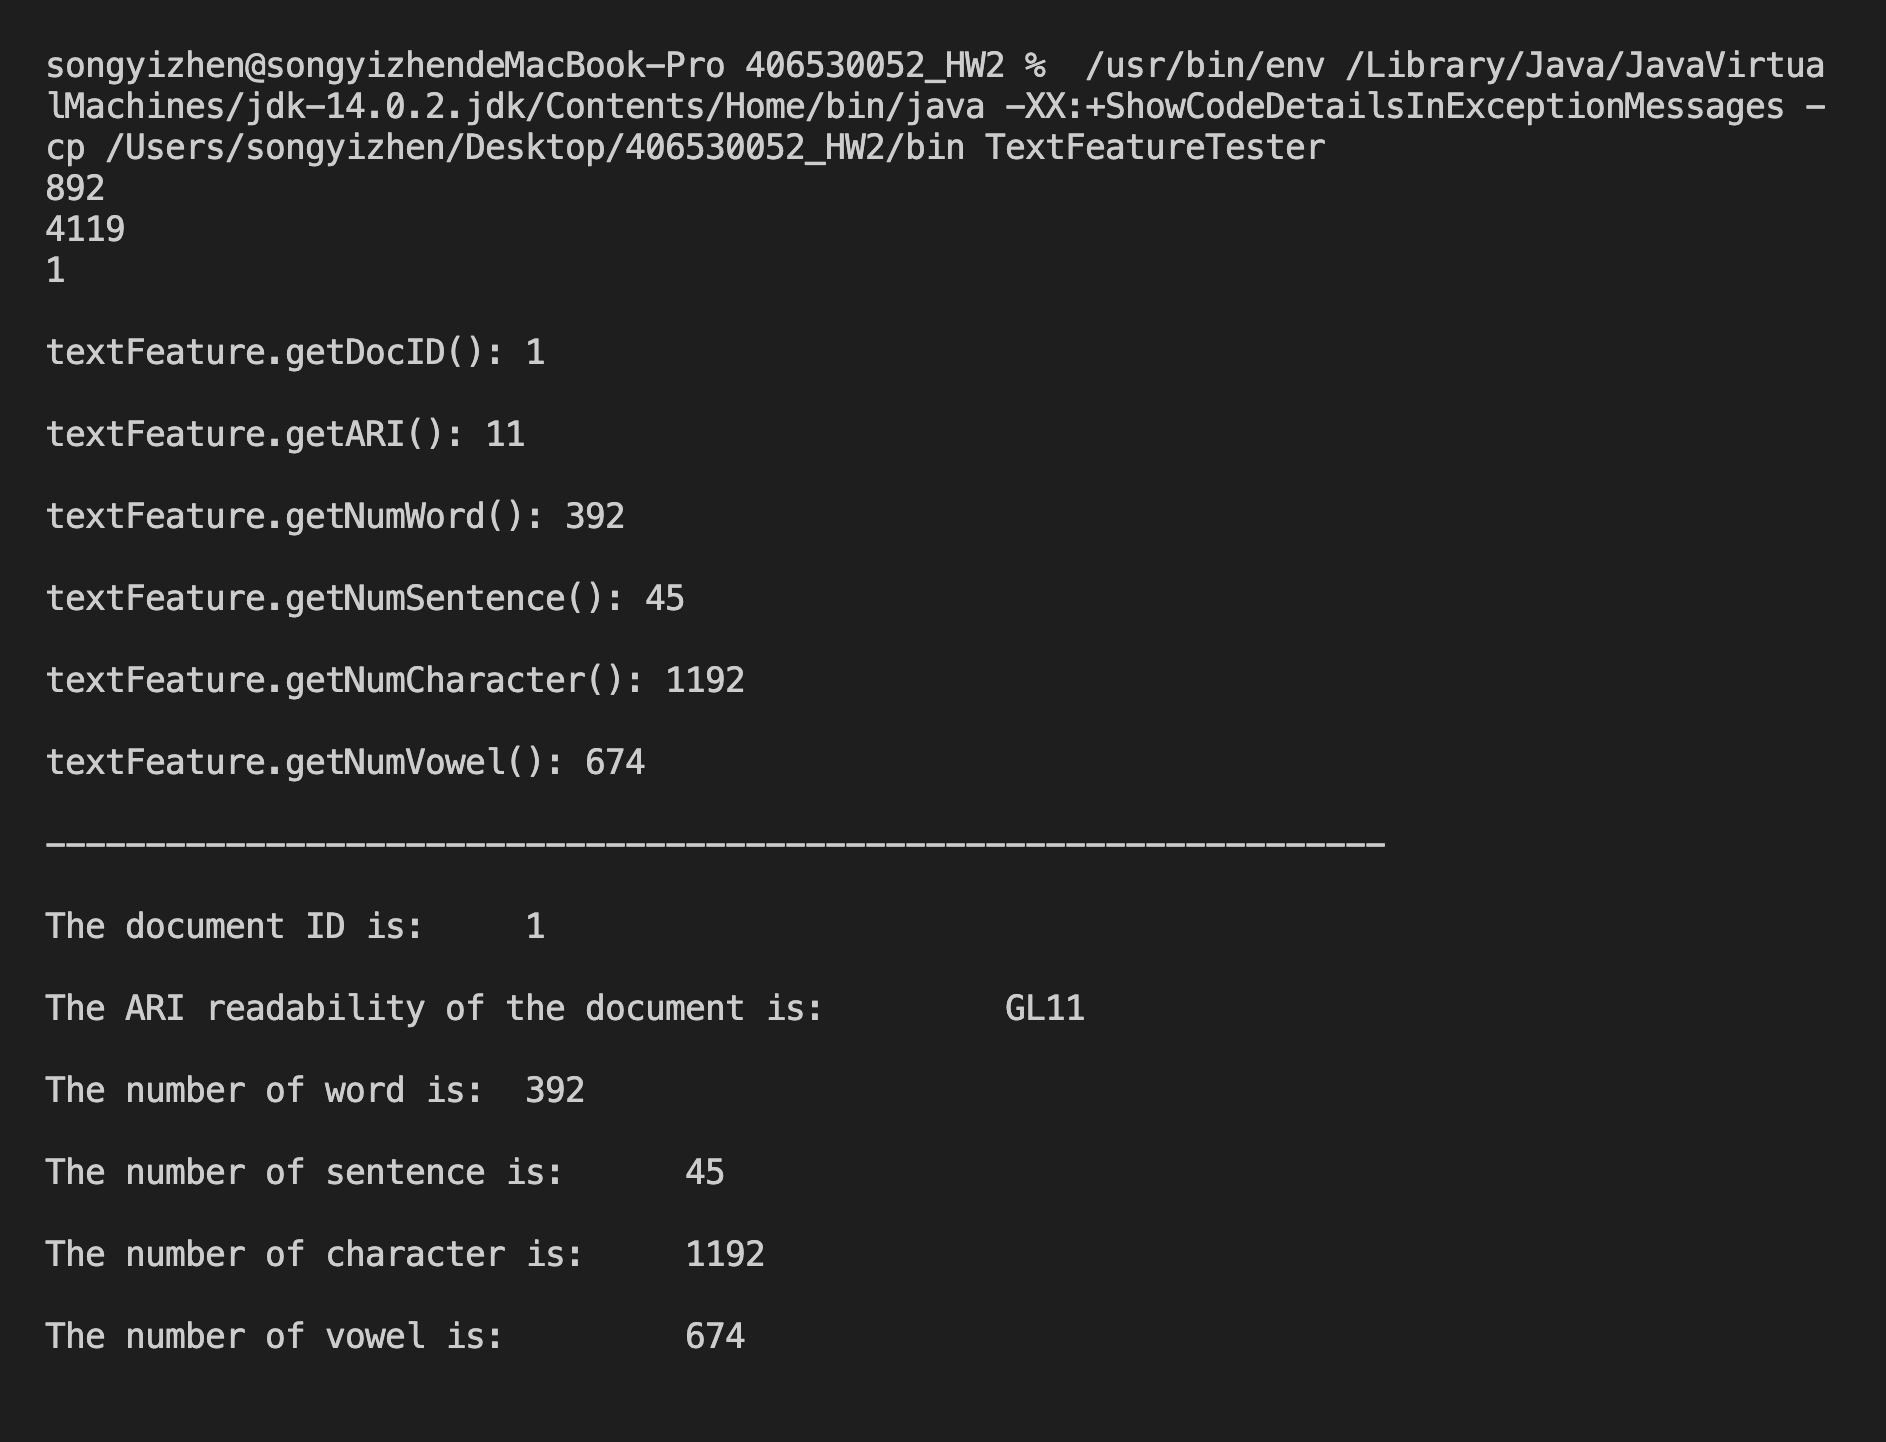 songyizhen@songyizhendeMacBook-Pro 406530052_HW2 %  /usr/bin/env /Library/Java/JavaVirtua
lMachines/jdk-14.0.2.jdk/Contents/Home/bin/java -XX:+ShowCodeDetailsInExceptionMessages -
cp /Users/songyizhen/Desktop/406530052_HW2/bin TextFeatureTester
892
4119
1
textFeature.getDocID(): 1
textFeature.getARI(): 11
textFeature.getNumWord(): 392
textFeature.getNumSentence(): 45
textFeature.getNumCharacter(): 1192
textFeature.getNumVowel(): 674
-------------------------------------------------------------------
The document ID is:     1
The ARI readability of the document is:         GL11
The number of word is:  392
The number of sentence is:      45
The number of character is:     1192
The number of vowel is:         674